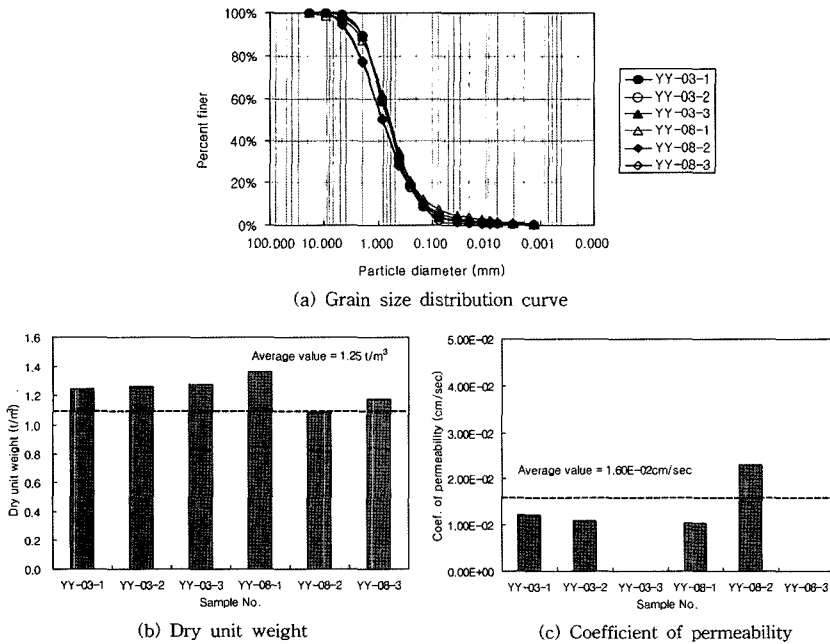 100%
80%
60%
40%
20%
0%
Percent finer
100.000 10.000 1.000 0.100 0.010 0.001 0.000
Particle diameter (mm)
YY-03-1
YY-03-2
YY-03-3
YY-08-1
YY-08-2
YY-08-3
(a) Grain size distribution curve
1.6
1.4
1.2
1.0
0.8
0.6
0.4
0.2
0.0
Dry unit weight (t/m³)
Average value = 1.25 t/m³
YY-03-1 YY-03-2 YY-03-3 YY-08-1 YY-08-2 YY-08-3
Sample No.
(b) Dry unit weight
5.00E-02
4.00E-02
3.00E-02
2.00E-02
1.00E-02
0.00E+00
Coef. of permeability (cm/sec)
Average value = 1.60E-02cm/sec
YY-03-1 YY-03-2 YY-03-3 YY-08-1 YY-08-2 YY-08-3
Sample No.
(c) Coefficient of permeability